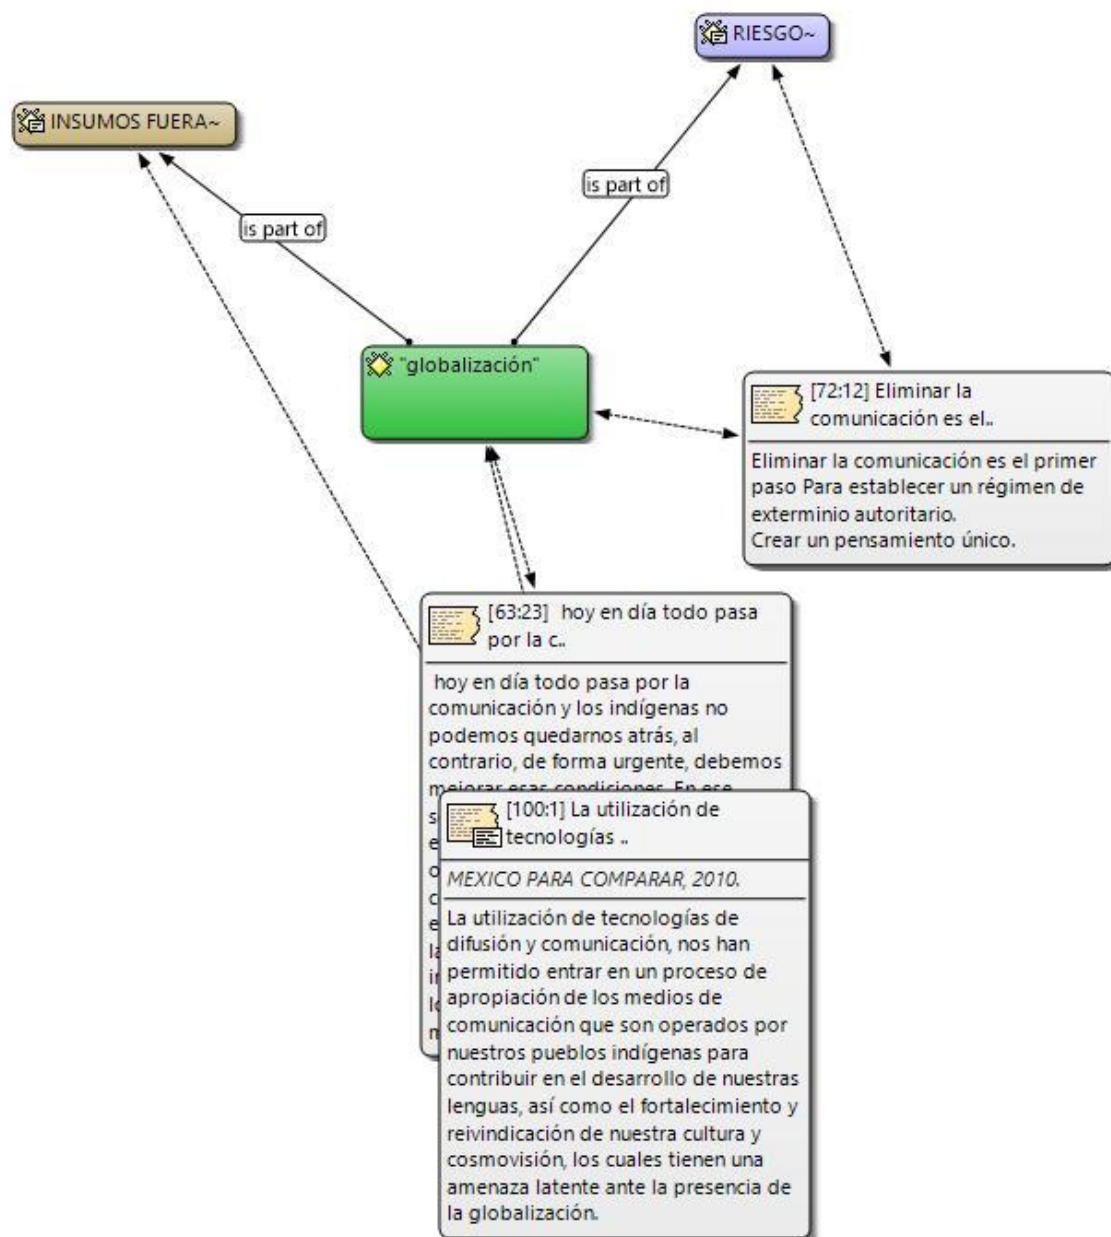 RIESGO~
INSUMOS FUERA~
is part of
is part of
"globalización"
[72:12] Eliminar la
comunicación es el..
Eliminar la comunicación es el primer
paso Para establecer un régimen de
exterminio autoritario.
Crear un pensamiento único.
[63:23] hoy en día todo pasa
por la c..
hoy en día todo pasa por la
comunicación y los indígenas no
podemos quedarnos atrás, al
contrario, de forma urgente, debemos
mejorar esas condiciones. En ese
[100:1] La utilización de
tecnologías ..
MEXICO PARA COMPARAR, 2010.
La utilización de tecnologías de
difusión y comunicación, nos han
permitido entrar en un proceso de
apropiación de los medios de
comunicación que son operados por
nuestros pueblos indígenas para
contribuir en el desarrollo de nuestras
lenguas, así como el fortalecimiento y
reivindicación de nuestra cultura y
cosmovisión, los cuales tienen una
amenaza latente ante la presencia de
la globalización.